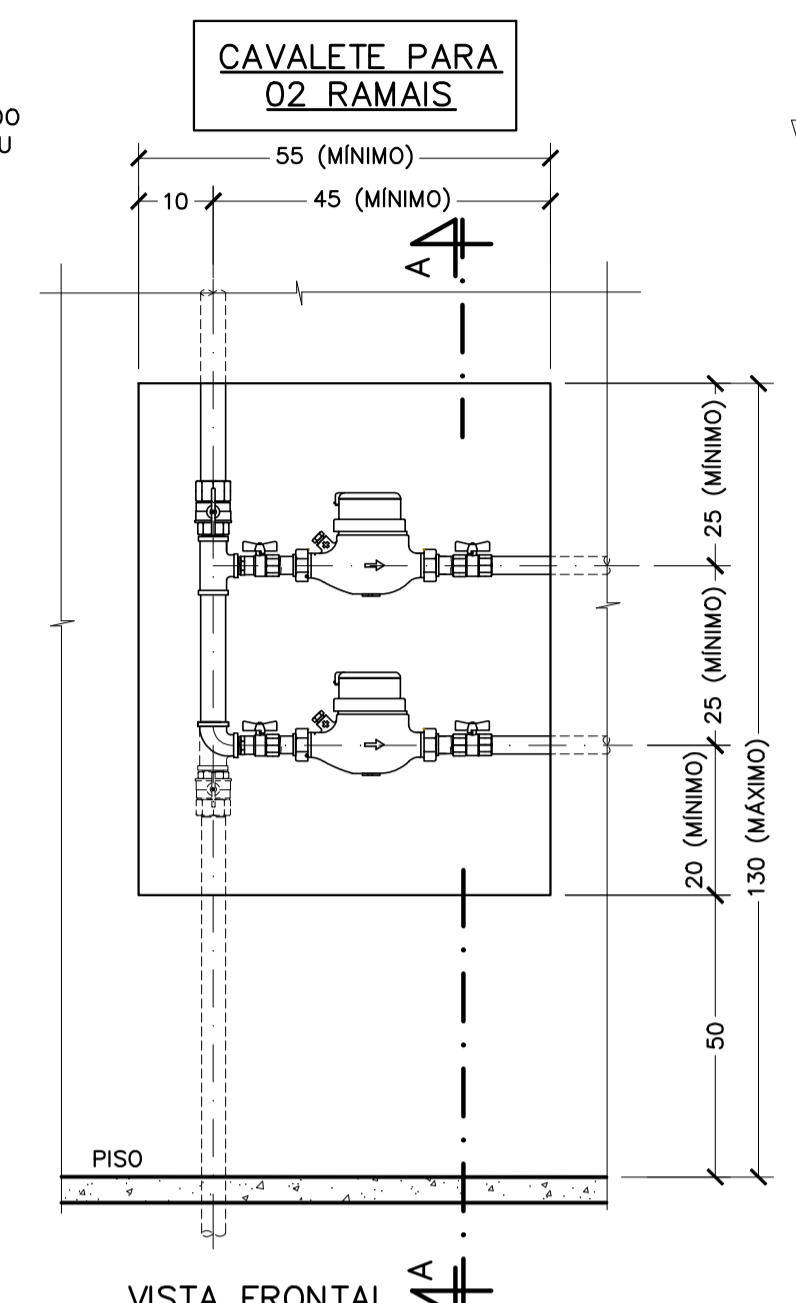 CAVALETE PARA
02 RAMAIS
DO
U
55 (MÍNIMO)
10
45 (MÍNIMO)
A
25 (MÍNIMO)
25 (MÍNIMO)
20 (MÍNIMO)
130 (MÁXIMO)
50
PISO
VISTA FRONTAL
A